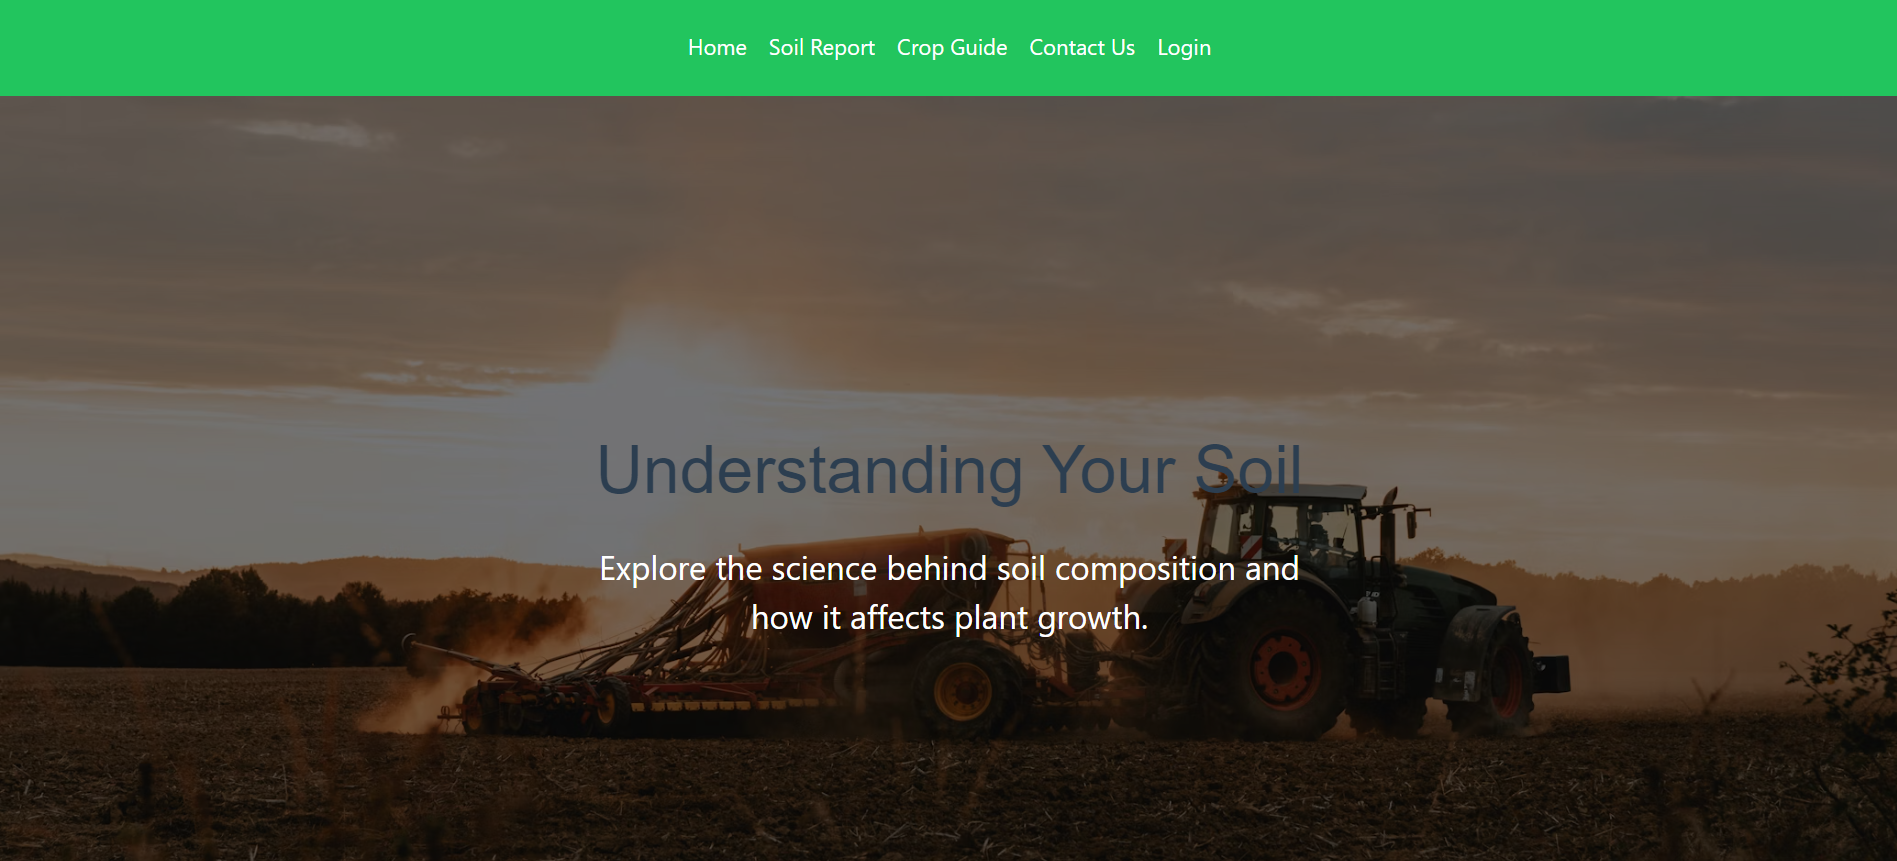 Home Soil Report Crop Guide Contact Us Login
Understanding Your Soil
Explore the science behind soil composition and
how it affects plant growth.